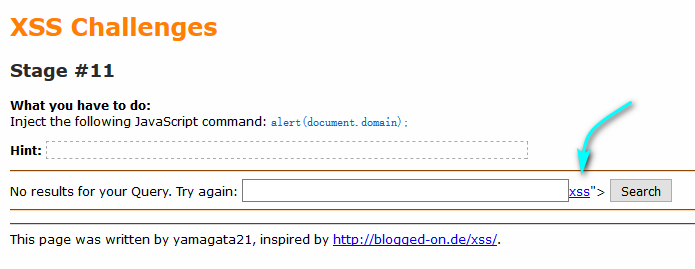 XSS Challenges
Stage #11
What you have to do:
Inject the following JavaScript command: alert(document.domain);
Hint:
No results for your Query. Try again: xss"> Search
This page was written by yamagata21, inspired by http://blogged-on.de/xss/.